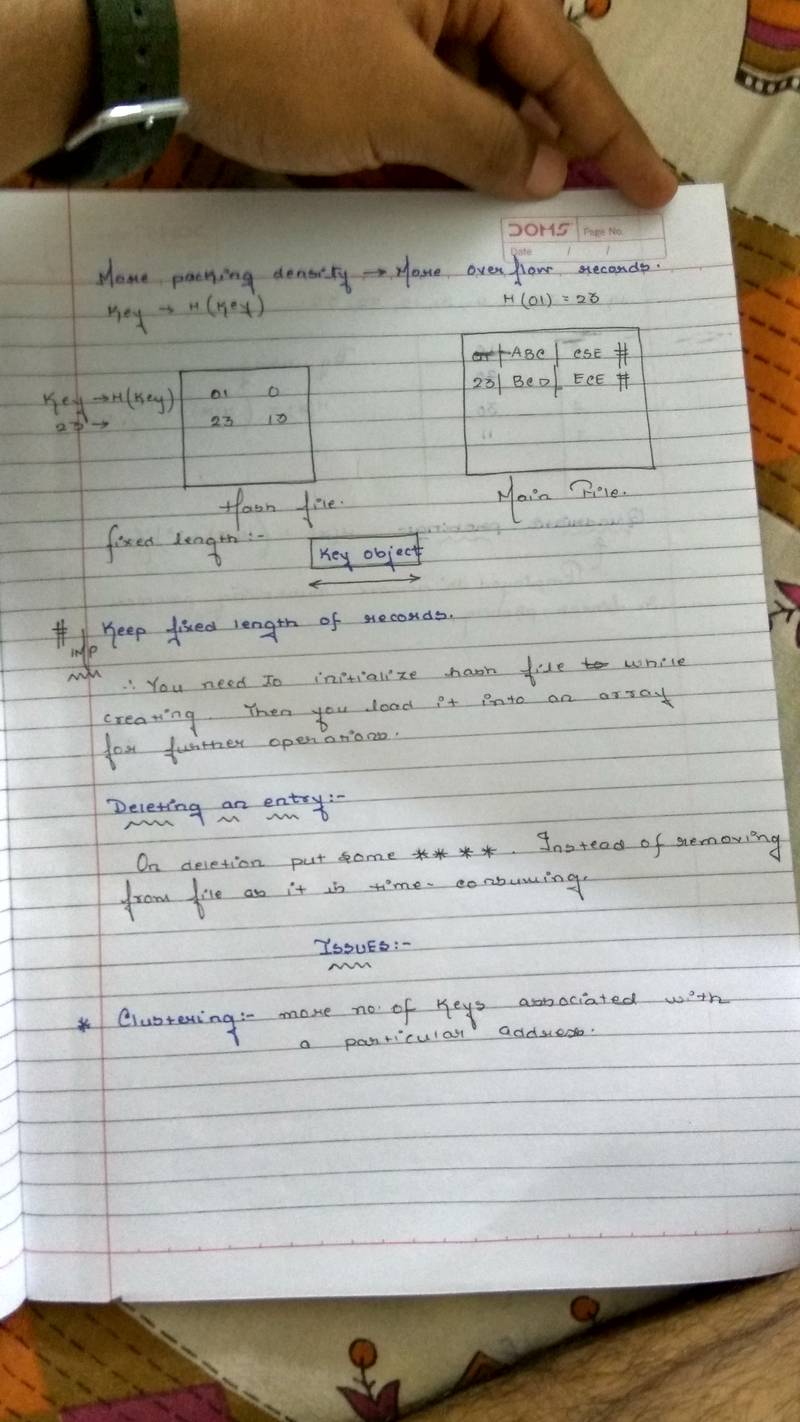 DOMS Page No.
Date / /
More packing density → More overflow records.
Key → H(Key)
H(01) = 23
01 | ABC | CSE #
23 | BCD | ECE #
Main File.
Key → H(Key)
23 →
01 0
23 13
Hash file.
fixed length :-
Key object
# Keep fixed length of records.
Imp
∴ You need to initialize hash file to while
creating. Then you load it into an array
for further operations.
Deleting an entry:-
On deletion put some ****. Instead of removing
from file as it is time-consuming.
ISSUES:-
* Clustering:- more no. of keys associated with
a particular address.